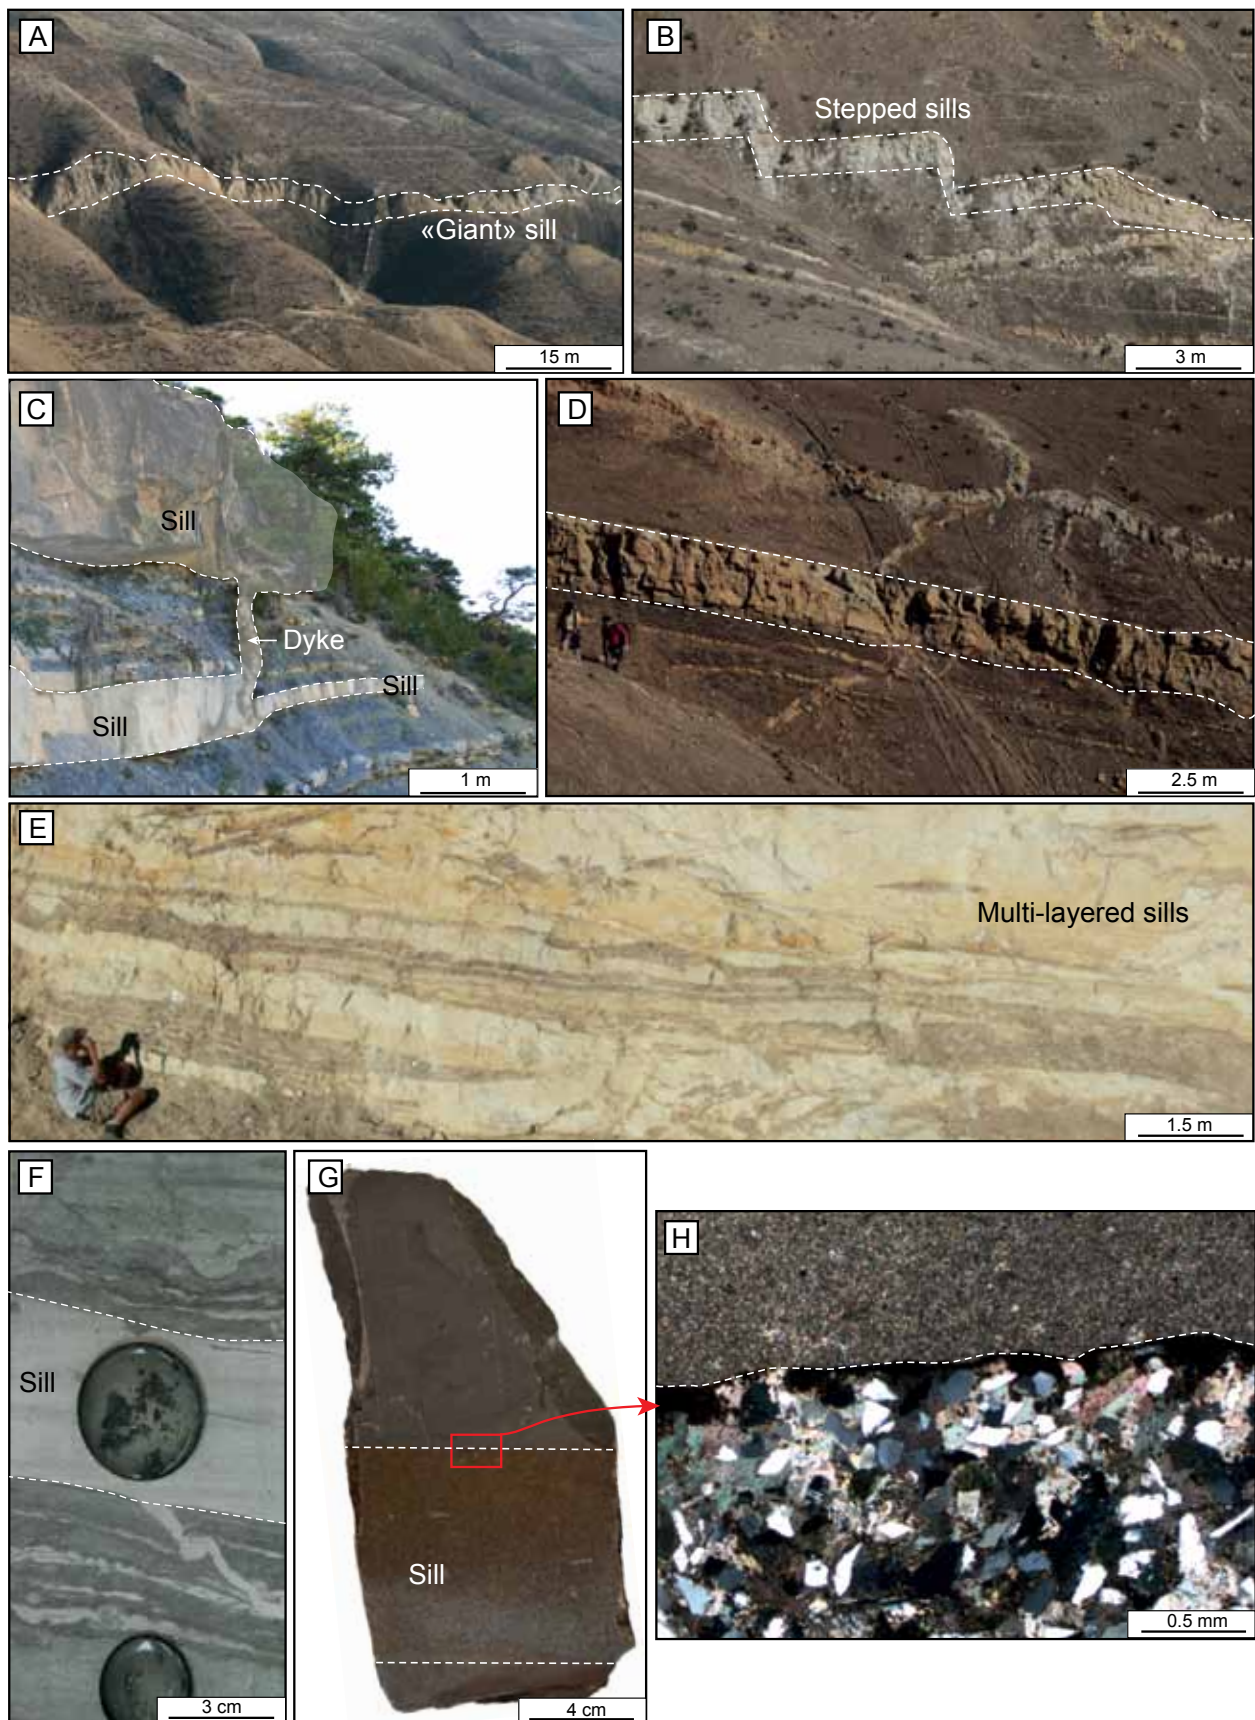 A
«Giant» sill
15 m
B
Stepped sills
3 m
C
Sill
Dyke
Sill
Sill
1 m
D
2.5 m
E
Multi-layered sills
1.5 m
F
Sill
3 cm
G
Sill
4 cm
H
0.5 mm